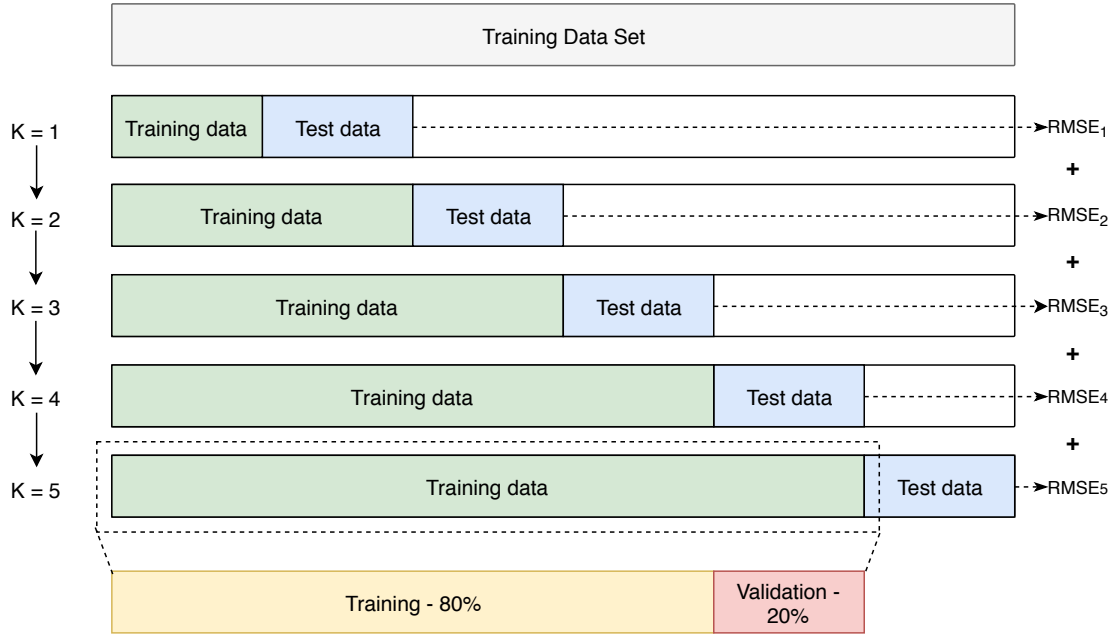 Training Data Set
K = 1
Training data
Test data
RMSE1
+
K = 2
Training data
Test data
RMSE2
+
K = 3
Training data
Test data
RMSE3
+
K = 4
Training data
Test data
RMSE4
+
K = 5
Training data
Test data
RMSE5
Training - 80%
Validation -
20%